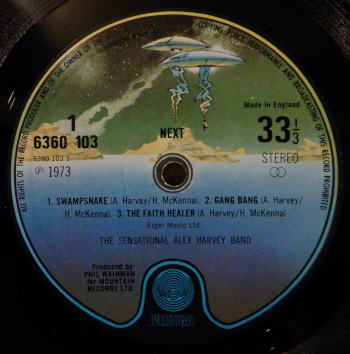 ALL RIGHTS OF THE RECORD PRODUCER AND OF THE OWNER OF
COPYING, PUBLIC PERFORMANCE AND BROADCASTING OF THIS RECORD PROHIBITED
1
6360 103
6360 103 1
℗ 1973
NEXT
Made in England
33 1/3
STEREO
1. SWAMPSNAKE (A. Harvey/H. McKenna) 2. GANG BANG (A. Harvey/
H. McKenna) 3. THE FAITH HEALER (A. Harvey/H. McKenna)
Eiger Music Ltd.
THE SENSATIONAL ALEX HARVEY BAND
Produced by:
PHIL WAINMAN
for MOUNTAIN
RECORDS LTD.
VERTIGO